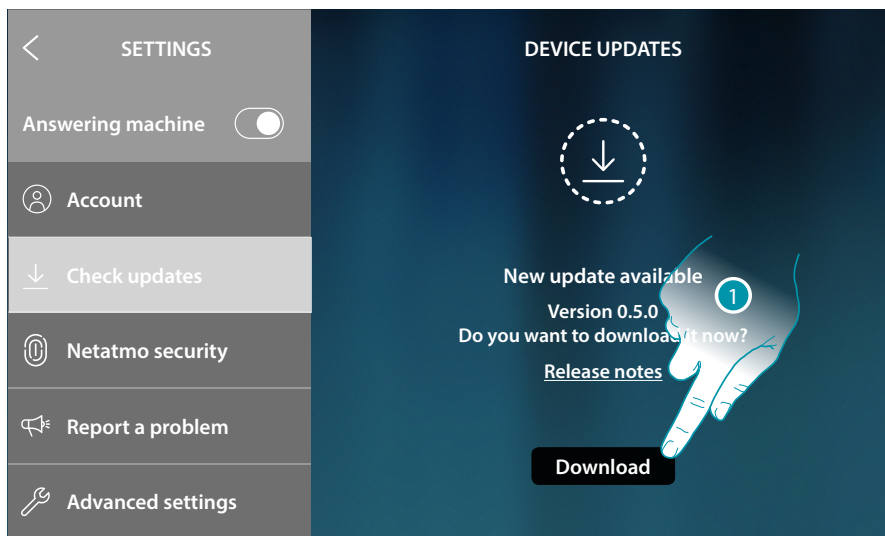 SETTINGS
Answering machine
Account
Check updates
Netatmo security
Report a problem
Advanced settings
DEVICE UPDATES
New update available
Version 0.5.0
Do you want to download it now?
Release notes
1
Download